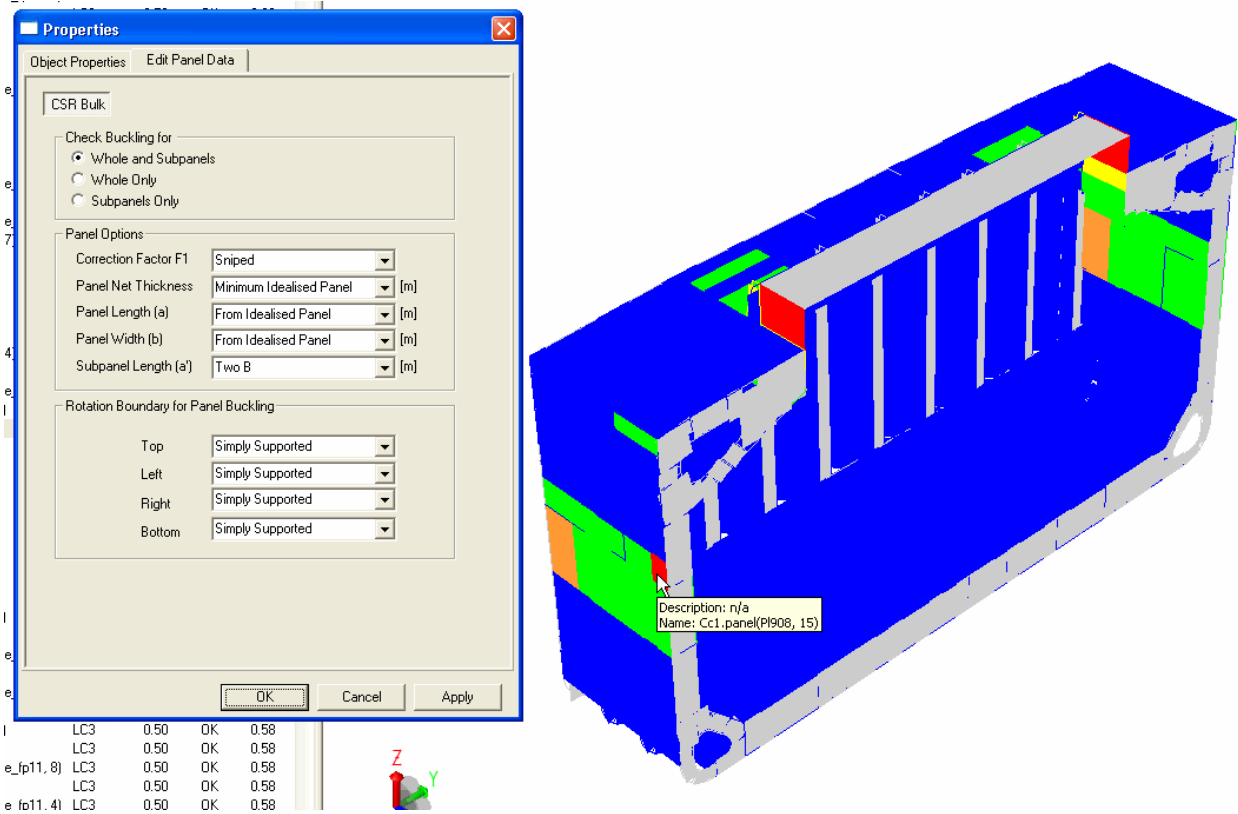 Properties
Object Properties Edit Panel Data
CSR Bulk
Check Buckling for
Whole and Subpanels
Whole Only
Subpanels Only
Panel Options
Correction Factor F1 Sniped
Panel Net Thickness Minimum Idealised Panel [m]
Panel Length (a) From Idealised Panel [m]
Panel Width (b) From Idealised Panel [m]
Subpanel Length (a') Two B [m]
Rotation Boundary for Panel Buckling
Top Simply Supported
Left Simply Supported
Right Simply Supported
Bottom Simply Supported
OK Cancel Apply
Description: n/a
Name: Cc1.panel(Pl908, 15)
LC3 0.50 OK 0.58
LC3 0.50 OK 0.58
e_fp11, 8) LC3 0.50 OK 0.58
LC3 0.50 OK 0.58
e_fp11, 4) LC3 0.50 OK 0.58
Z
Y